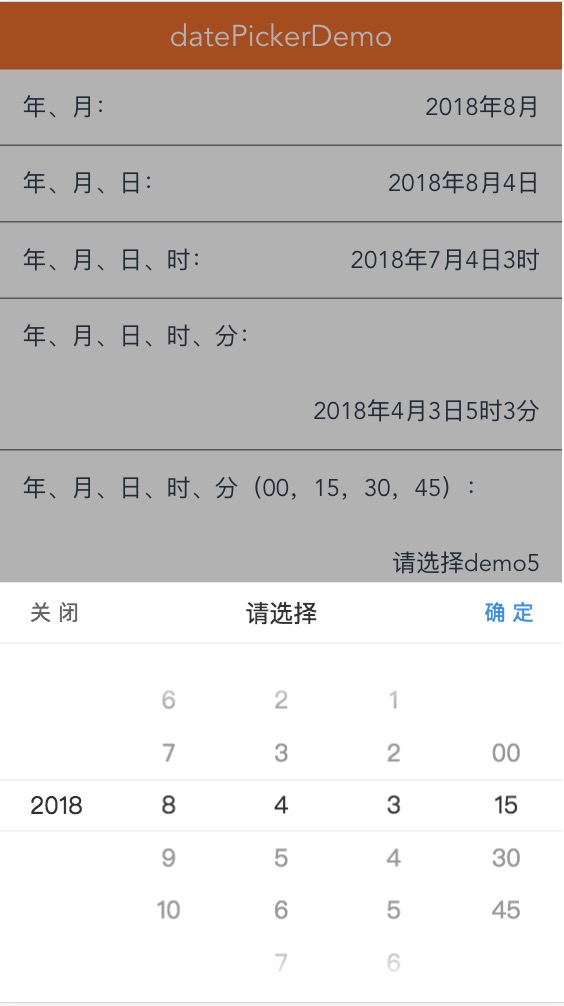 datePickerDemo
年、月： 2018年8月
年、月、日： 2018年8月4日
年、月、日、时： 2018年7月4日3时
年、月、日、时、分：
2018年4月3日5时3分
年、月、日、时、分（00，15，30，45）：
请选择demo5
关闭 请选择 确定
6 2 1
7 3 2 00
2018 8 4 3 15
9 5 4 30
10 6 5 45
7 6